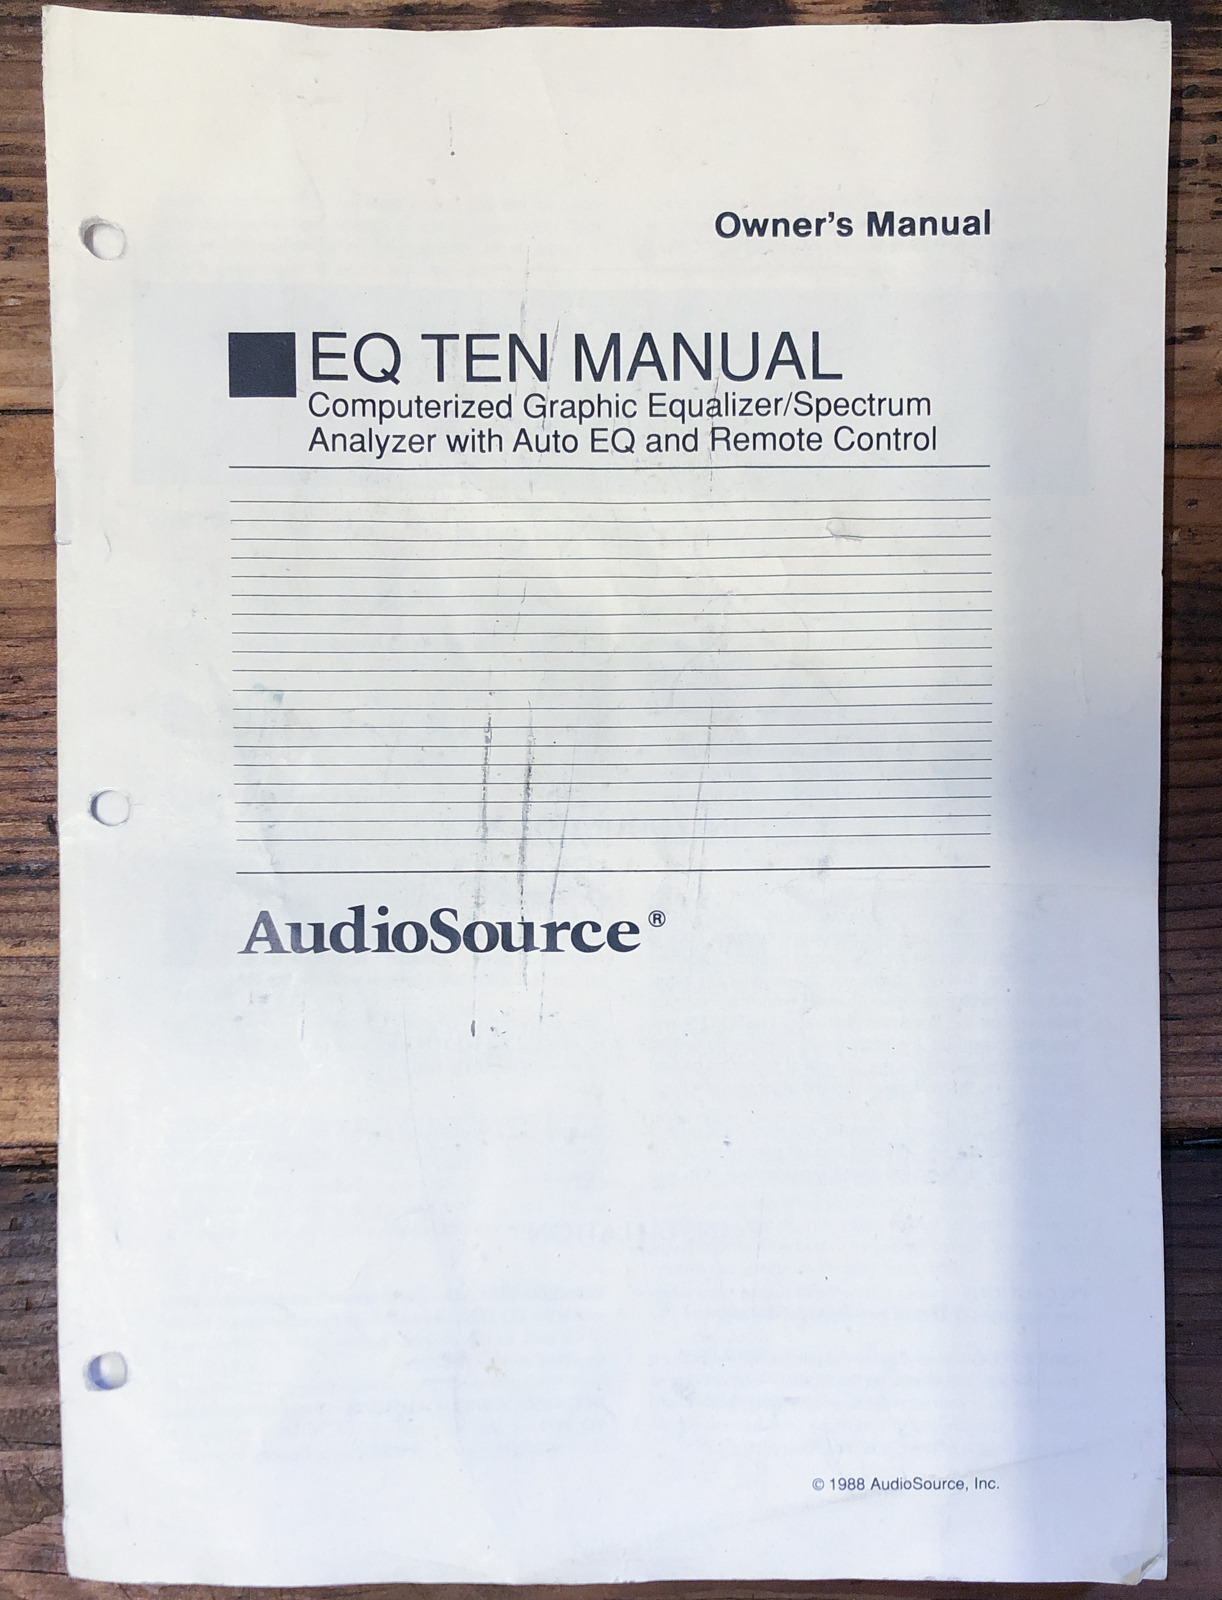 Owner's Manual
EQ TEN MANUAL
Computerized Graphic Equalizer/Spectrum
Analyzer with Auto EQ and Remote Control
AudioSource®
© 1988 AudioSource, Inc.